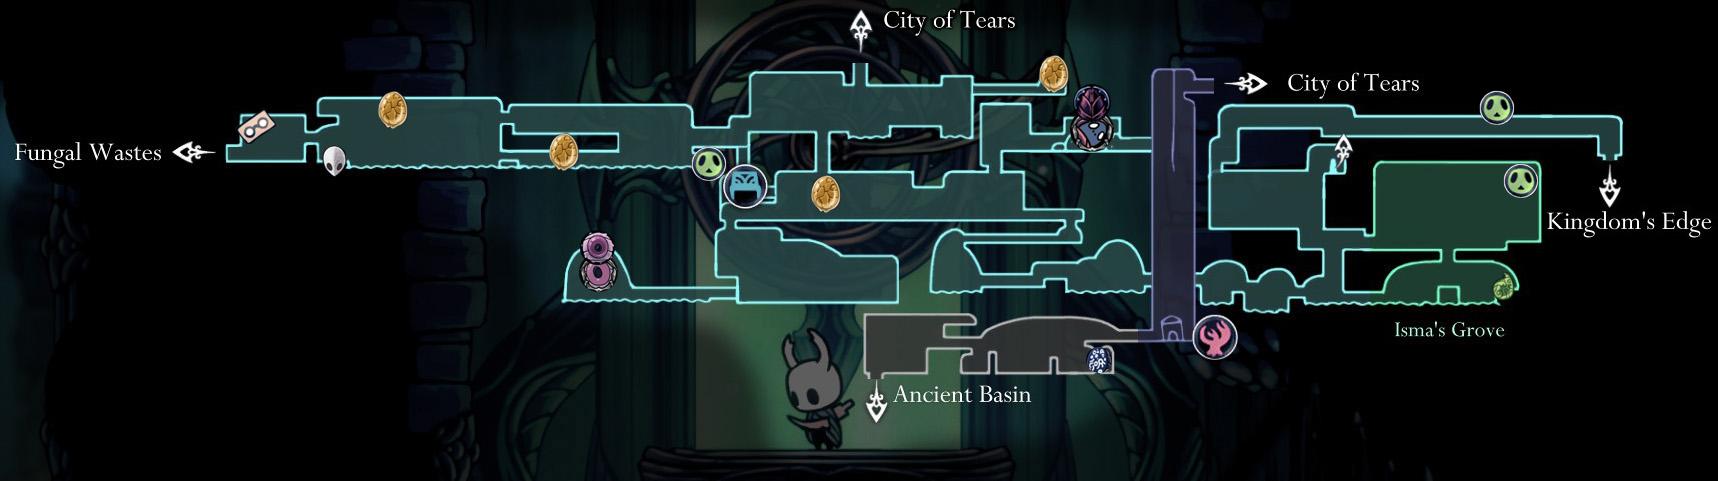 City of Tears
City of Tears
Fungal Wastes
Kingdom's Edge
Isma's Grove
Ancient Basin